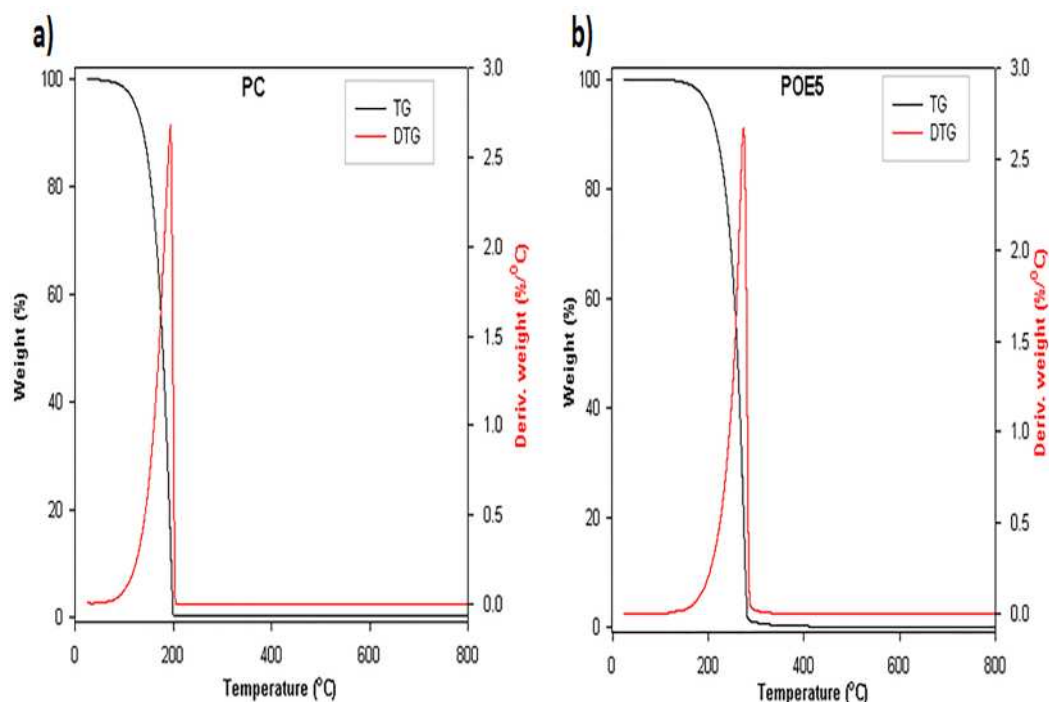 a)
PC
TG
DTG
100
80
60
40
20
0
Weight (%)
3.0
2.5
2.0
1.5
1.0
0.5
0.0
Deriv. weight (%/°C)
0
200
400
600
800
Temperature (°C)
b)
POE5
TG
DTG
100
80
60
40
20
0
Weight (%)
3.0
2.5
2.0
1.5
1.0
0.5
0.0
Deriv. weight (%/°C)
0
200
400
600
800
Temperature (°C)